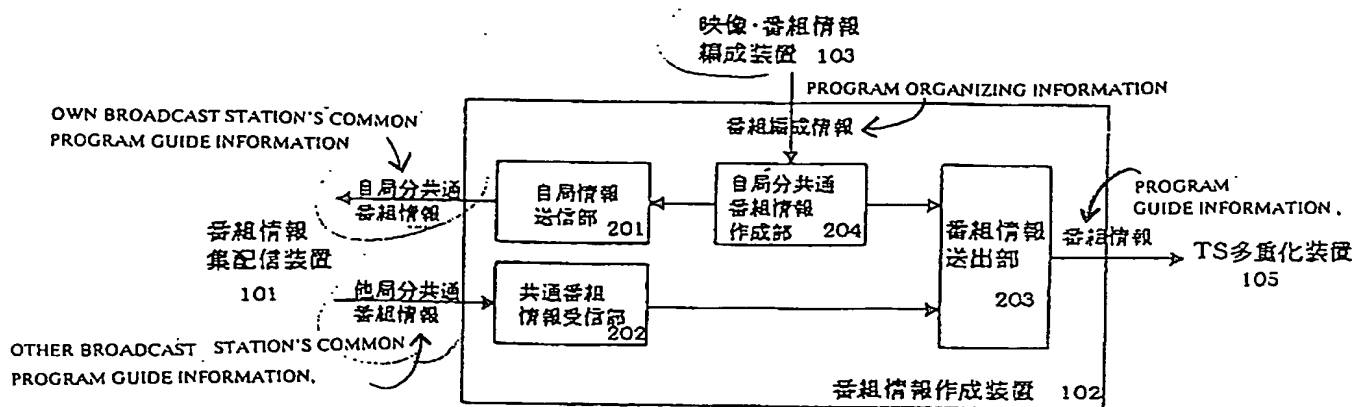 映像・番組情報
編成装置 103
PROGRAM ORGANIZING INFORMATION
番組編成情報
OWN BROADCAST STATION'S COMMON
PROGRAM GUIDE INFORMATION
自局分共通
番組情報
自局情報
送信部
201
自局分共通
番組情報
作成部
204
番組情報
送出部
203
PROGRAM
GUIDE INFORMATION.
番組情報
TS多重化装置
105
番組情報
集配信装置
101
他局分共通
番組情報
共通番組
情報受信部
202
OTHER BROADCAST STATION'S COMMON
PROGRAM GUIDE INFORMATION.
番組情報作成装置 102